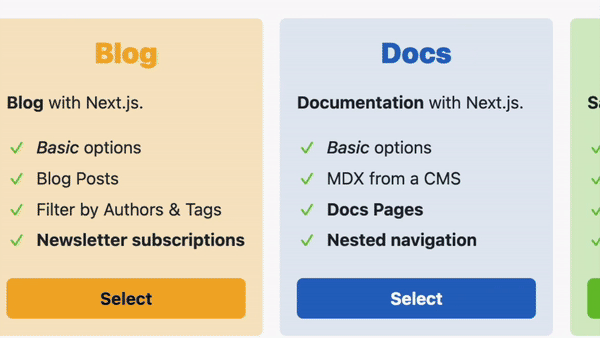 Blog
Blog with Next.js.
Basic options
Blog Posts
Filter by Authors & Tags
Newsletter subscriptions
Select
Docs
Documentation with Next.js.
Basic options
MDX from a CMS
Docs Pages
Nested navigation
Select